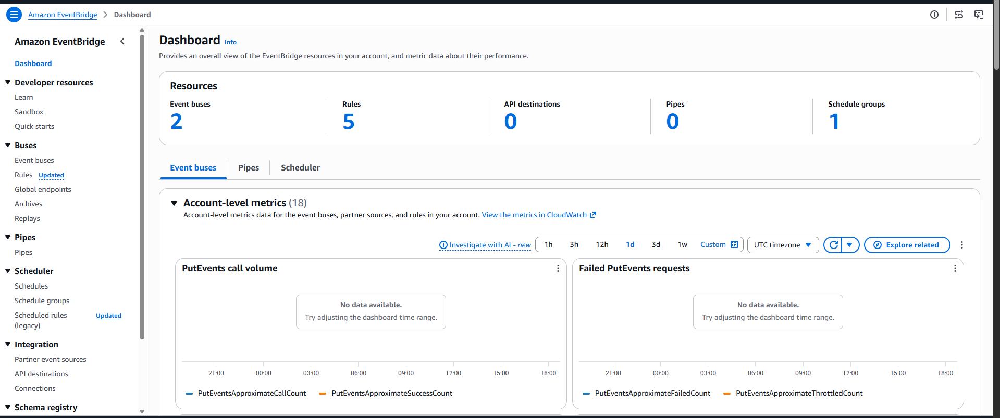 Amazon EventBridge > Dashboard
Amazon EventBridge
Dashboard
Developer resources
Learn
Sandbox
Quick starts
Buses
Event buses
Rules Updated
Global endpoints
Archives
Replays
Pipes
Pipes
Scheduler
Schedules
Schedule groups
Scheduled rules Updated
(legacy)
Integration
Partner event sources
API destinations
Connections
Schema registry
Dashboard Info
Provides an overall view of the EventBridge resources in your account, and metric data about their performance.
Resources
Event buses
2
Rules
5
API destinations
0
Pipes
0
Schedule groups
1
Event buses Pipes Scheduler
Account-level metrics (18)
Account-level metrics data for the event buses, partner sources, and rules in your account. View the metrics in CloudWatch
Investigate with AI - new 1h 3h 12h 1d 3d 1w Custom UTC timezone Explore related
PutEvents call volume
No data available.
Try adjusting the dashboard time range.
21:00 00:00 03:00 06:00 09:00 12:00 15:00 18:00
PutEventsApproximateCallCount PutEventsApproximateSuccessCount
Failed PutEvents requests
No data available.
Try adjusting the dashboard time range.
21:00 00:00 03:00 06:00 09:00 12:00 15:00 18:00
PutEventsApproximateFailedCount PutEventsApproximateThrottledCount